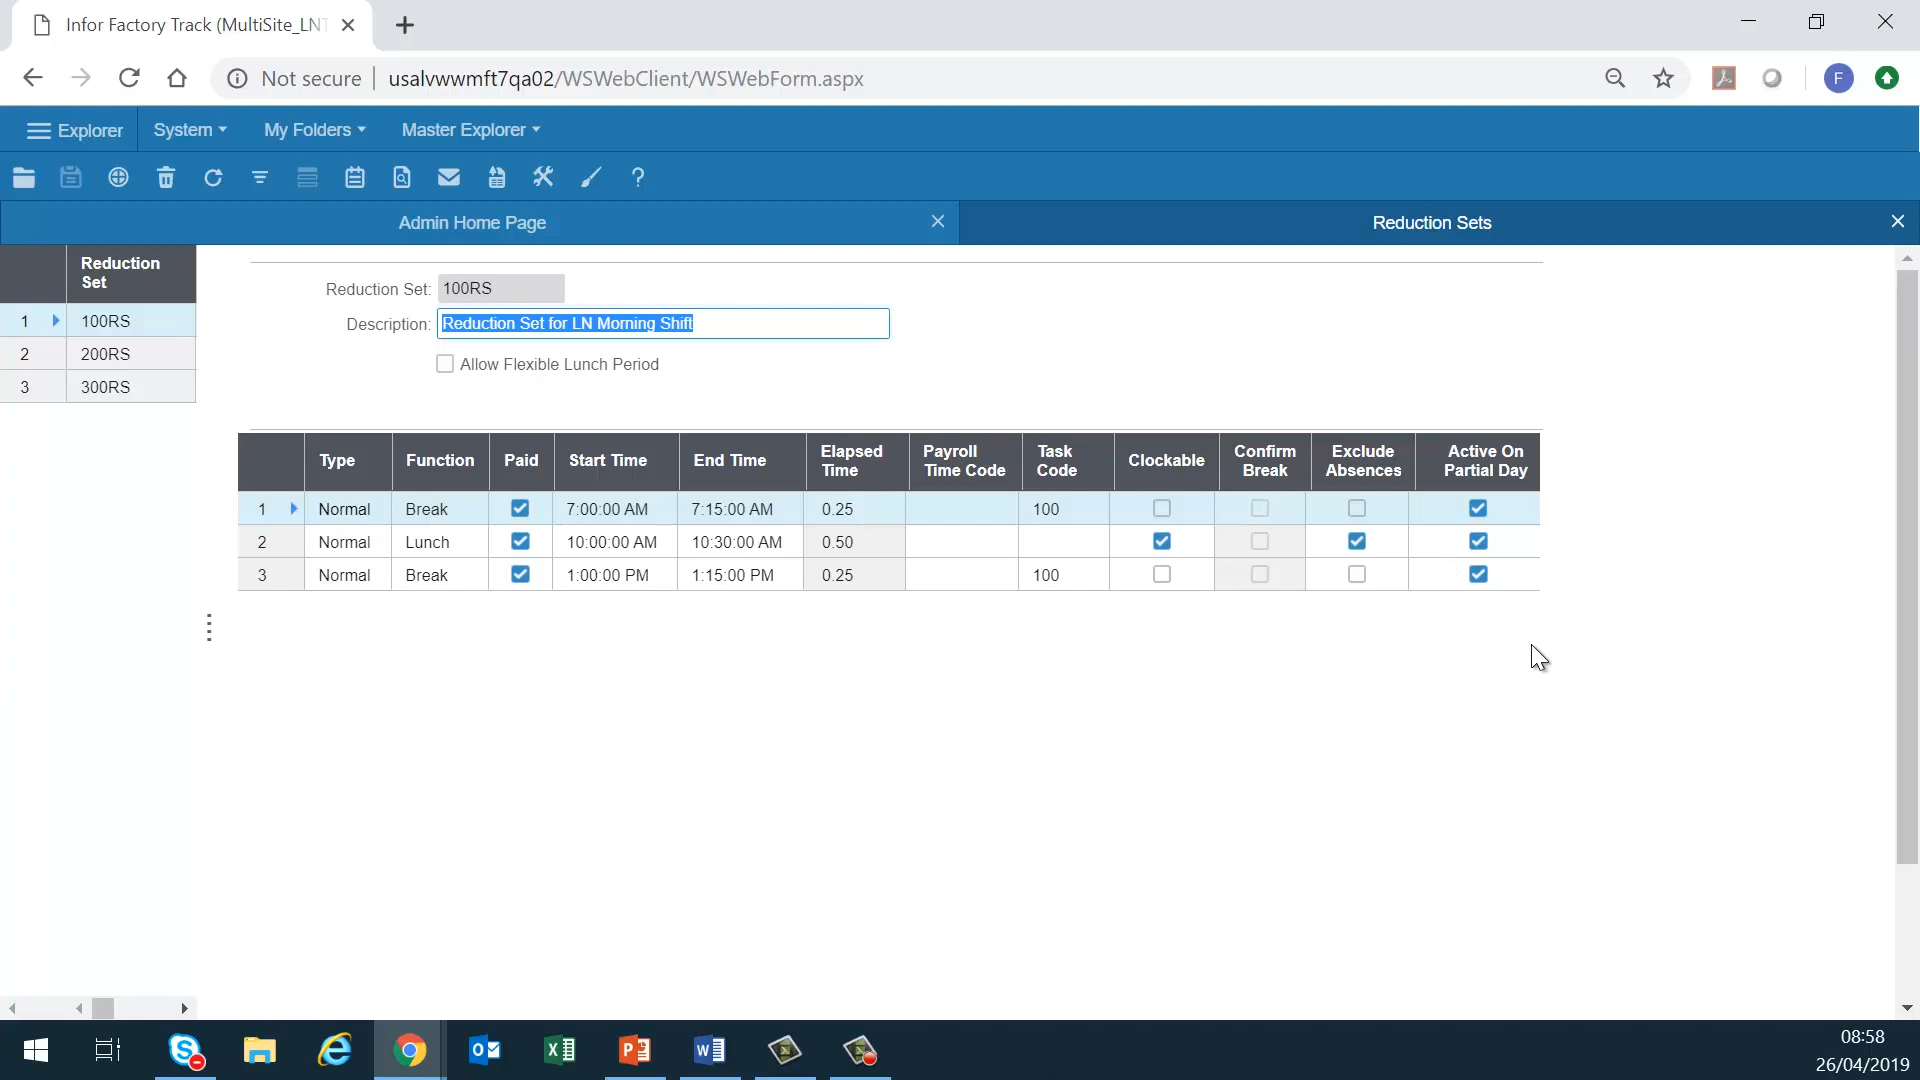 Infor Factory Track (MultiSite_LNT
Not secure | usalvwwmft7qa02/WSWebClient/WSWebForm.aspx
F
Explorer System My Folders Master Explorer
Admin Home Page
Reduction Sets
Reduction Set
1 100RS
2 200RS
3 300RS
Reduction Set: 100RS
Description: Reduction Set for LN Morning Shift
Allow Flexible Lunch Period
Type Function Paid Start Time End Time Elapsed Time Payroll Time Code Task Code Clockable Confirm Break Exclude Absences Active On Partial Day
1 Normal Break 7:00:00 AM 7:15:00 AM 0.25 100
2 Normal Lunch 10:00:00 AM 10:30:00 AM 0.50
3 Normal Break 1:00:00 PM 1:15:00 PM 0.25 100
08:58
26/04/2019